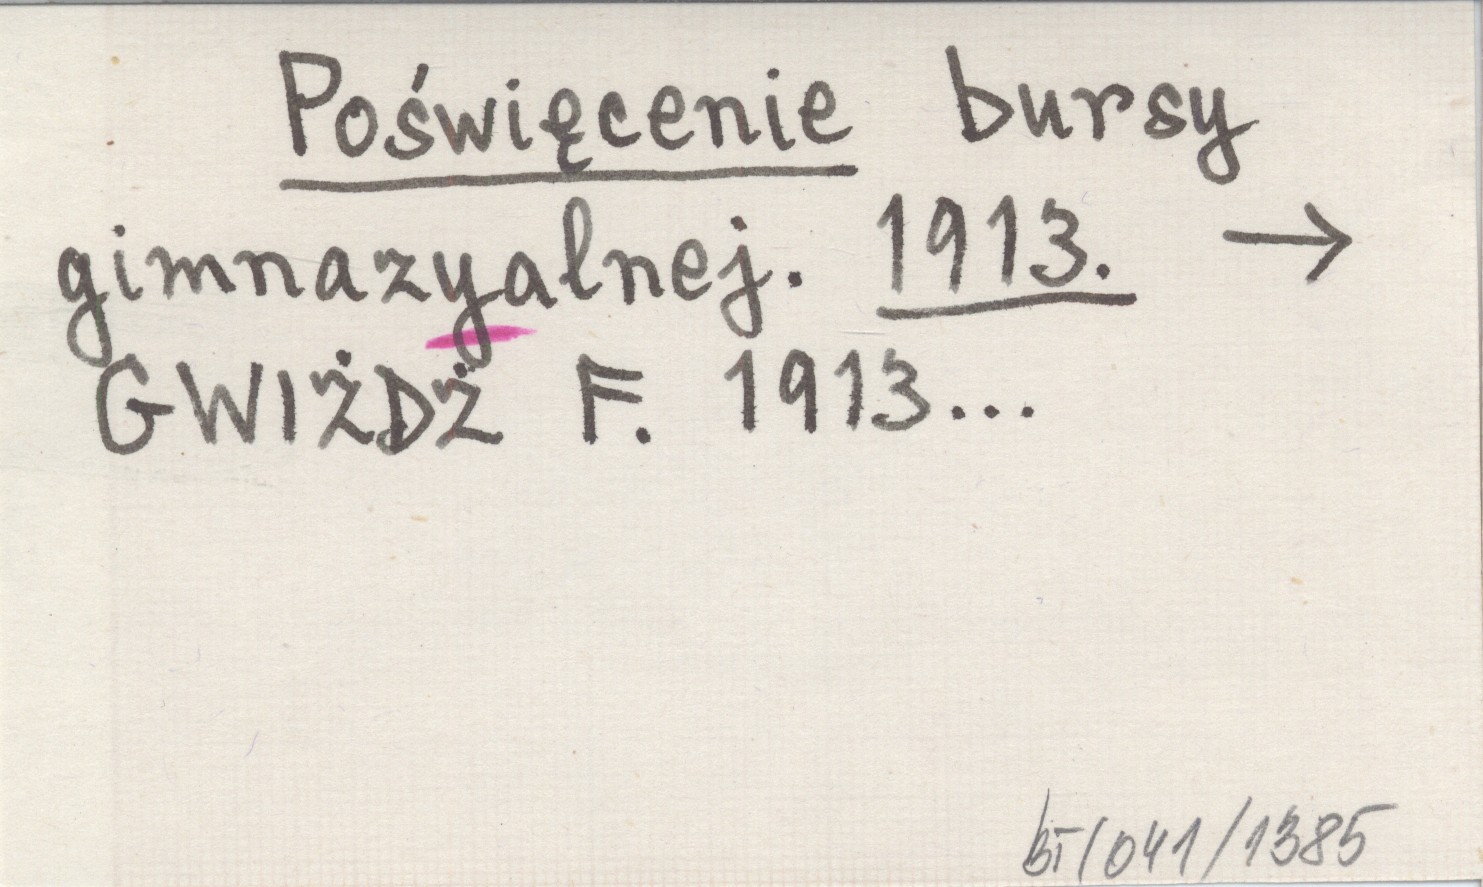 Poświęcenie bursy
gimnazyalnej. 1913. →
GWIŻDŻ F. 1913...
bT/041/1385